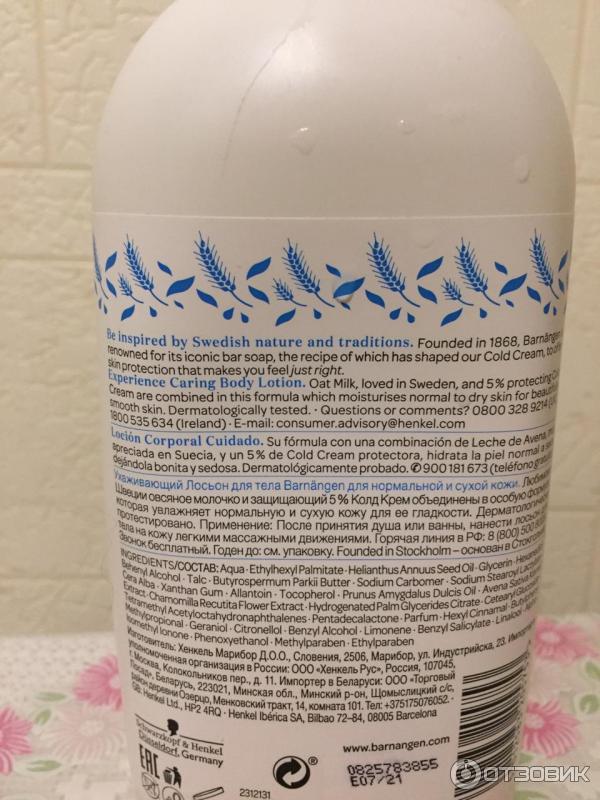 Be inspired by Swedish nature and traditions. Founded in 1868, Barnängen
renowned for its iconic bar soap, the recipe of which has shaped our Cold Cream, to
skin protection that makes you feel just right.
Experience Caring Body Lotion. Oat Milk, loved in Sweden, and 5% protecting
Cream are combined in this formula which moisturises normal to dry skin for
smooth skin. Dermatologically tested. · Questions or comments? 0800 328 9214
1800 535 634 (Ireland) · E-mail: consumer.advisory@henkel.com
Loción Corporal Cuidado. Su fórmula con una combinación de Leche de Avena,
apreciada en Suecia, y un 5% de Cold Cream protectora, hidrata la piel normal a
dejándola bonita y sedosa. Dermatológicamente probado. ✆ 900 181 673 (teléfono
Ухаживающий Лосьон для тела Barnängen для нормальной и сухой кожи.
Швеции овсяное молочко и защищающий 5% Колд Крем объединены в особую
которая увлажняет нормальную и сухую кожу для ее гладкости.
протестировано. Применение: После принятия душа или ванны, нанести лосьон
тела на кожу легкими массажными движениями. Горячая линия в РФ: 8 (800)
Звонок бесплатный. Годен до: см. упаковку. Founded in Stockholm – основан в
INGREDIENTS/СОСТАВ: Aqua · Ethylhexyl Palmitate · Helianthus Annuus Seed Oil · Glycerin ·
Behenyl Alcohol · Talc · Butyrospermum Parkii Butter · Sodium Carbomer · Sodium Stearoyl
Cera Alba · Xanthan Gum · Allantoin · Tocopherol · Prunus Amygdalus Dulcis Oil · Avena Sativa
Extract · Chamomilla Recutita Flower Extract · Hydrogenated Palm Glycerides Citrate · Cetearyl
Tetramethyl Acetyloctahydronaphthalenes · Pentadecalactone · Parfum · Hexyl Cinnamal ·
Methylpropional · Geraniol · Citronellol · Benzyl Alcohol · Limonene · Benzyl Salicylate · Linalool ·
Isomethyl Ionone · Phenoxyethanol · Methylparaben · Ethylparaben
Изготовитель: Хенкель Марибор Д.О.О., Словения, 2506, Марибор, ул. Индустрийска, 23.
уполномоченная организация в России: ООО «Хенкель Рус», Россия, 107045,
г. Москва, Колокольников пер., д. 11. Импортер в Беларуси: ООО «Торговый
Посад», Беларусь, 223021, Минская обл., Минский р-он, Щомыслицкий с/с,
район деревни Озерцо, Меньковский тракт, 14, комната 101. Тел: +375175076052.
GB: Henkel Ltd., HP2 4RQ · Henkel Ibérica SA, Bilbao 72–84, 08005 Barcelona
Schwarzkopf & Henkel
Düsseldorf, Germany
www.barnangen.com
EAC
12M
0825783855
E07/21
2312131
ОТЗОВИК